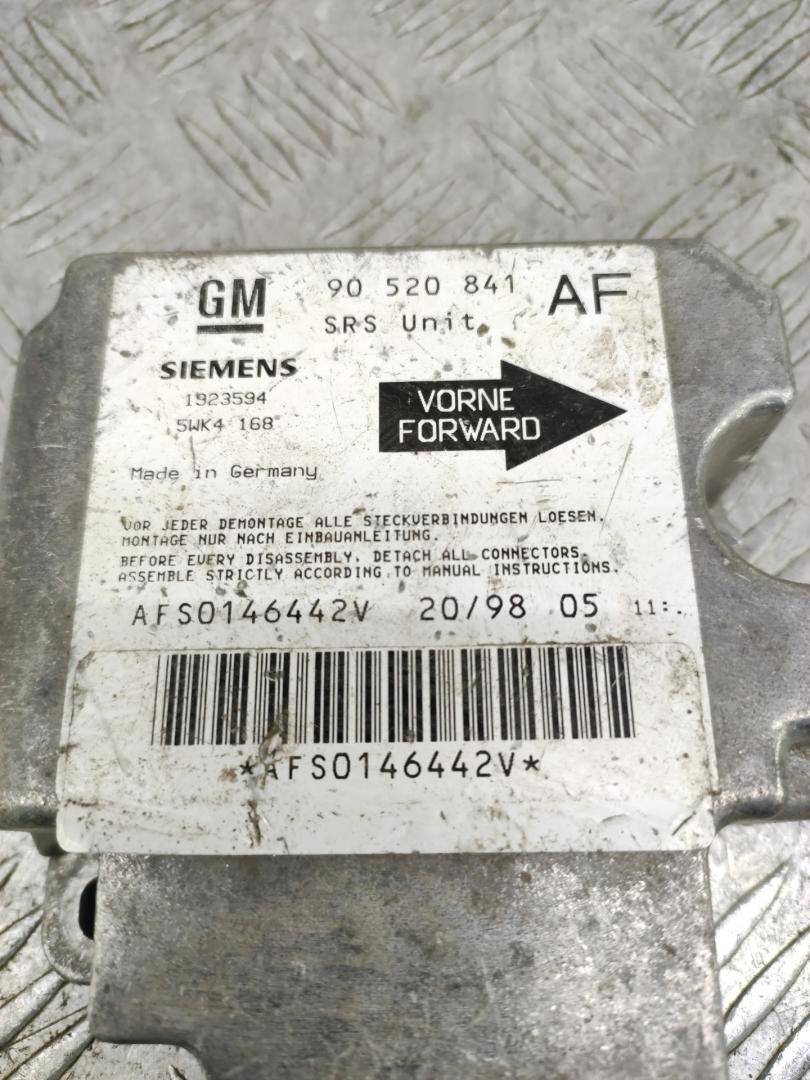 GM 90 520 841 AF
SRS Unit
SIEMENS
1923594
5WK4 168
VORNE
FORWARD
Made in Germany
VOR JEDER DEMONTAGE ALLE STECKVERBINDUNGEN LOESEN.
MONTAGE NUR NACH EINBAUANLEITUNG.
BEFORE EVERY DISASSEMBLY, DETACH ALL CONNECTORS.
ASSEMBLE STRICTLY ACCORDING TO MANUAL INSTRUCTIONS.
AFS0146442V 20/98 05 11:.
*AFS0146442V*